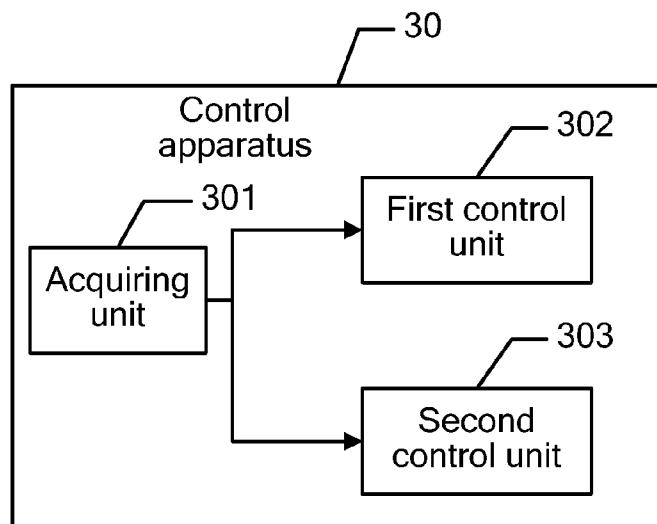 30
Control
apparatus
302
301
First control
unit
Acquiring
unit
303
Second
control unit